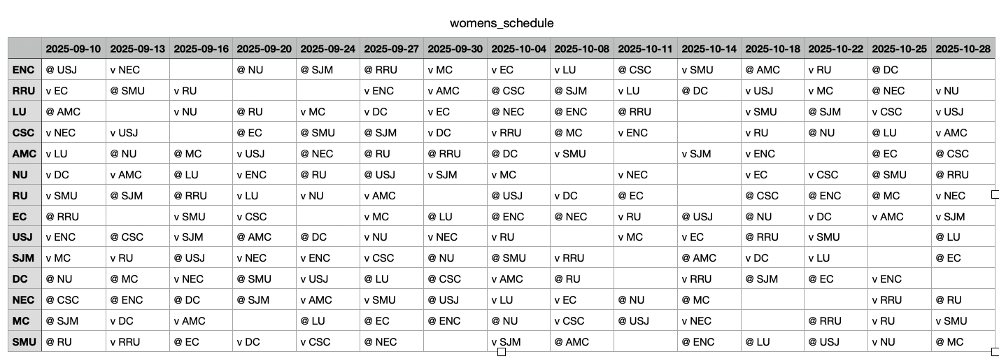 womens_schedule
2025-09-10 2025-09-13 2025-09-16 2025-09-20 2025-09-24 2025-09-27 2025-09-30 2025-10-04 2025-10-08 2025-10-11 2025-10-14 2025-10-18 2025-10-22 2025-10-25 2025-10-28
ENC @ USJ v NEC @ NU @ SJM @ RRU v MC v EC v LU @ CSC v SMU @ AMC v RU @ DC
RRU v EC @ SMU v RU v ENC v AMC @ CSC @ SJM v LU @ DC v USJ v MC @ NEC v NU
LU @ AMC v NU @ RU v MC v DC v EC @ NEC @ ENC @ RRU v SMU @ SJM v CSC v USJ
CSC v NEC v USJ @ EC @ SMU @ SJM v DC v RRU @ MC v ENC v RU @ NU @ LU v AMC
AMC v LU @ NU @ MC v USJ @ NEC @ RU @ RRU @ DC v SMU v SJM v ENC @ EC @ CSC
NU v DC v AMC @ LU v ENC @ RU @ USJ v SJM v MC v NEC v EC v CSC @ SMU @ RRU
RU v SMU @ SJM @ RRU v LU v NU v AMC @ USJ v DC @ EC @ CSC @ ENC @ MC v NEC
EC @ RRU v SMU v CSC v MC @ LU @ ENC @ NEC v RU @ USJ @ NU v DC v AMC v SJM
USJ v ENC @ CSC v SJM @ AMC @ DC v NU v NEC v RU v MC v EC @ RRU v SMU @ LU
SJM v MC v RU @ USJ v NEC v ENC v CSC @ NU @ SMU v RRU @ AMC v DC v LU @ EC
DC @ NU @ MC v NEC @ SMU v USJ @ LU @ CSC v AMC @ RU v RRU @ SJM @ EC v ENC
NEC @ CSC @ ENC @ DC @ SJM v AMC v SMU @ USJ v LU v EC @ NU @ MC v RRU @ RU
MC @ SJM v DC v AMC @ LU @ EC @ ENC @ NU v CSC @ USJ v NEC @ RRU v RU v SMU
SMU @ RU v RRU @ EC v DC v CSC @ NEC v SJM @ AMC @ ENC @ LU @ USJ v NU @ MC